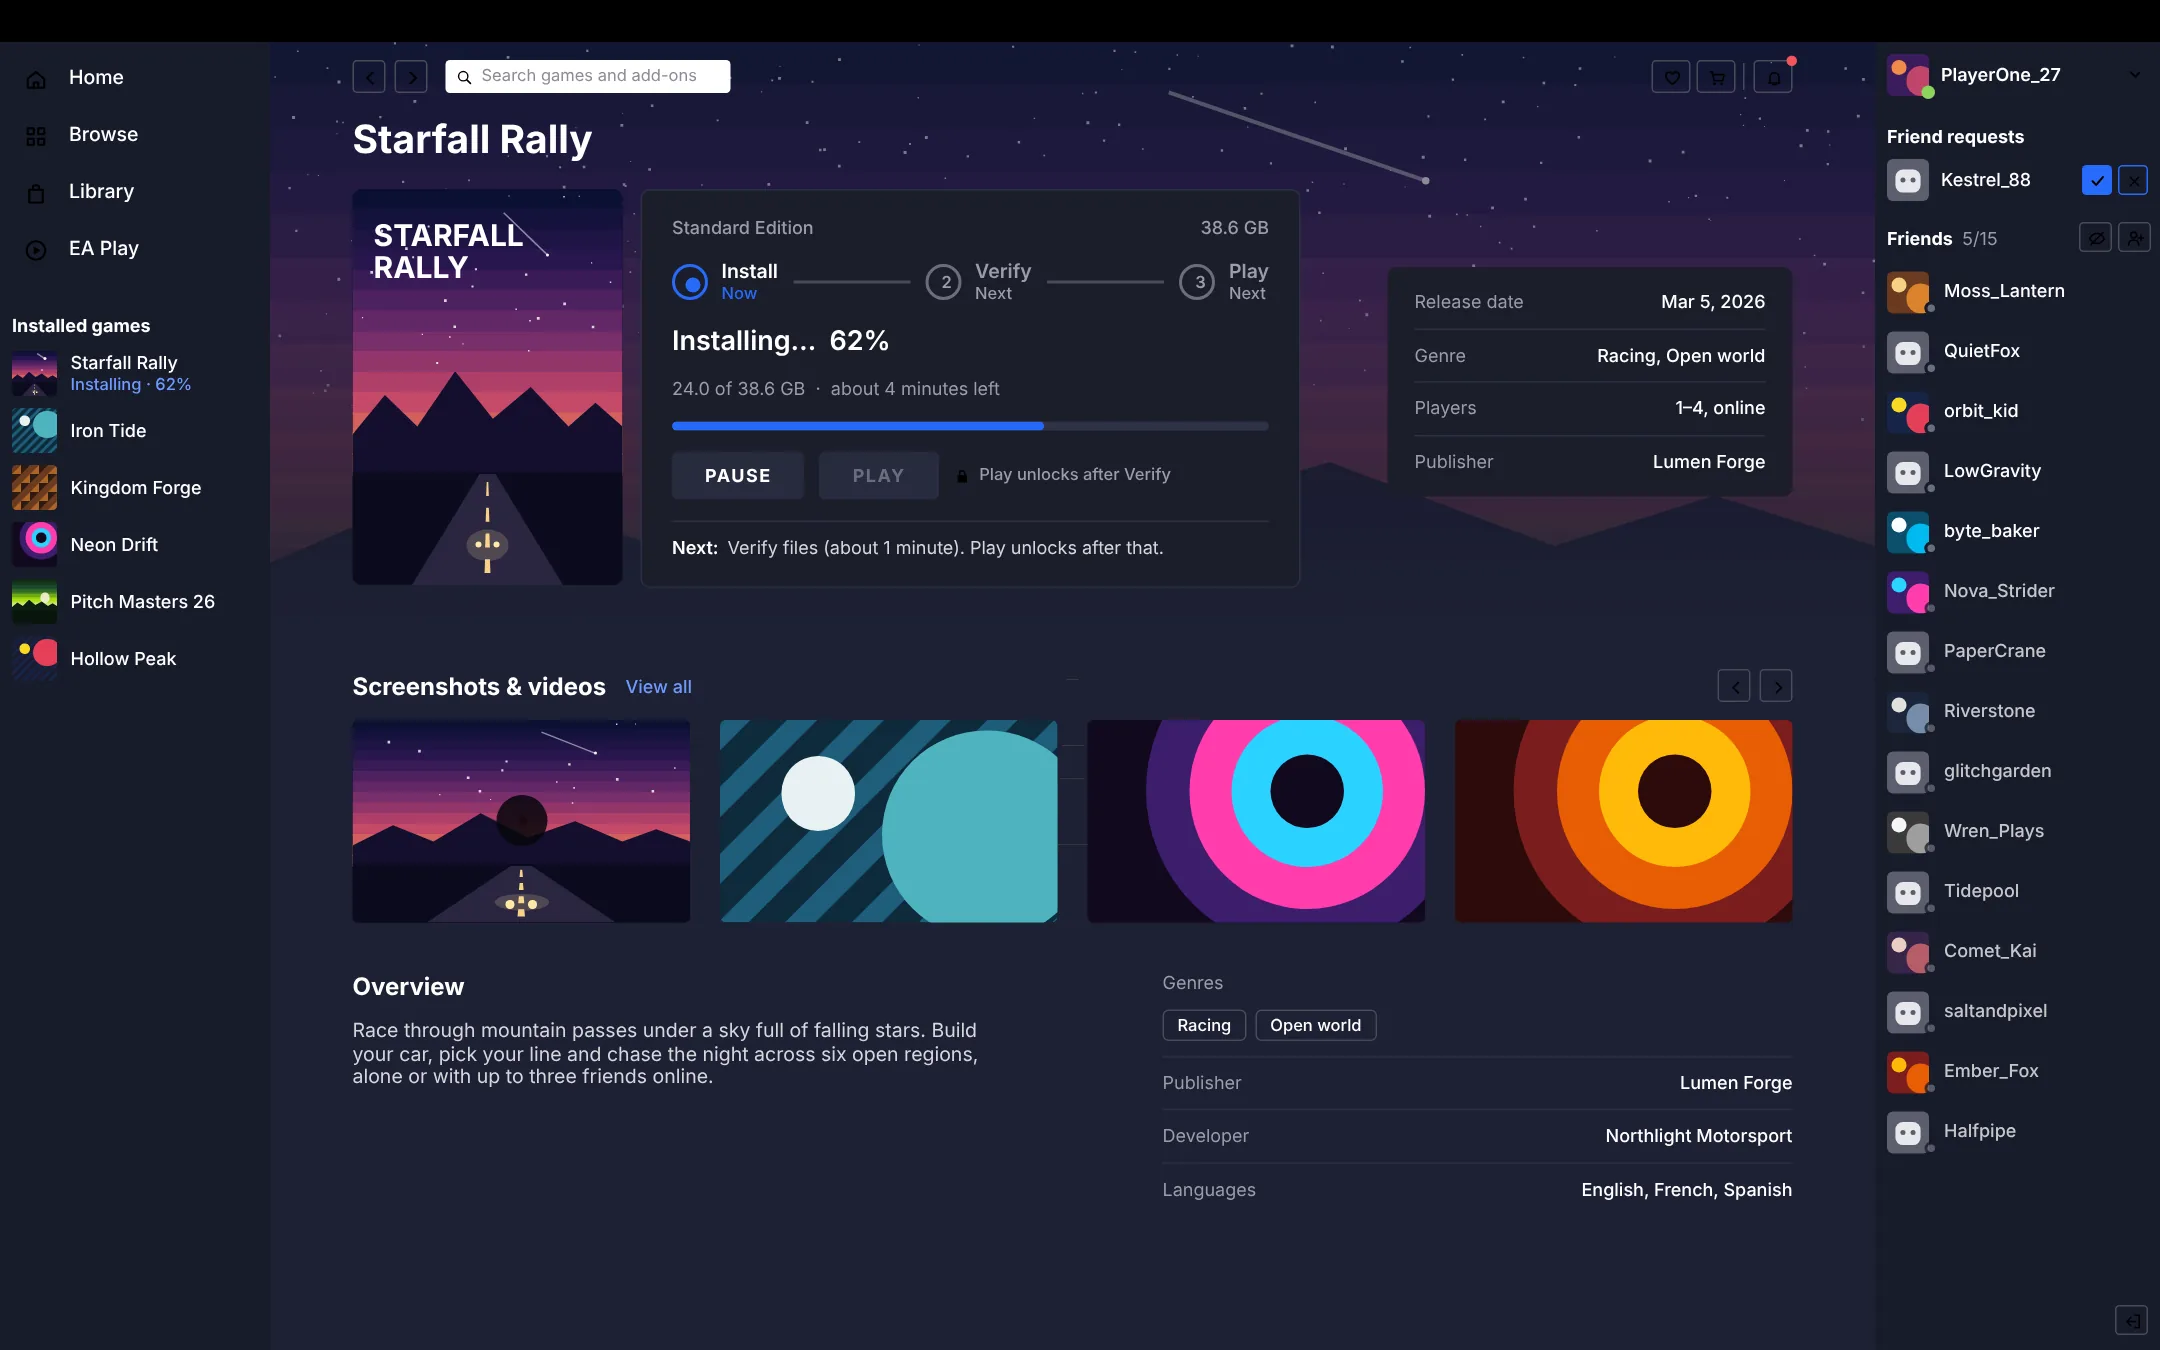 Home
Browse
Library
EA Play
Installed games
Starfall Rally
Installing · 62%
Iron Tide
Kingdom Forge
Neon Drift
Pitch Masters 26
Hollow Peak
Search games and add-ons
Starfall Rally
STARFALL
RALLY
Standard Edition
38.6 GB
Install
Now
2
Verify
Next
3
Play
Next
Installing... 62%
24.0 of 38.6 GB · about 4 minutes left
PAUSE
PLAY
Play unlocks after Verify
Next: Verify files (about 1 minute). Play unlocks after that.
Release date
Mar 5, 2026
Genre
Racing, Open world
Players
1–4, online
Publisher
Lumen Forge
Screenshots & videos
View all
Overview
Race through mountain passes under a sky full of falling stars. Build
your car, pick your line and chase the night across six open regions,
alone or with up to three friends online.
Genres
Racing
Open world
Publisher
Lumen Forge
Developer
Northlight Motorsport
Languages
English, French, Spanish
PlayerOne_27
Friend requests
Kestrel_88
Friends 5/15
Moss_Lantern
QuietFox
orbit_kid
LowGravity
byte_baker
Nova_Strider
PaperCrane
Riverstone
glitchgarden
Wren_Plays
Tidepool
Comet_Kai
saltandpixel
Ember_Fox
Halfpipe